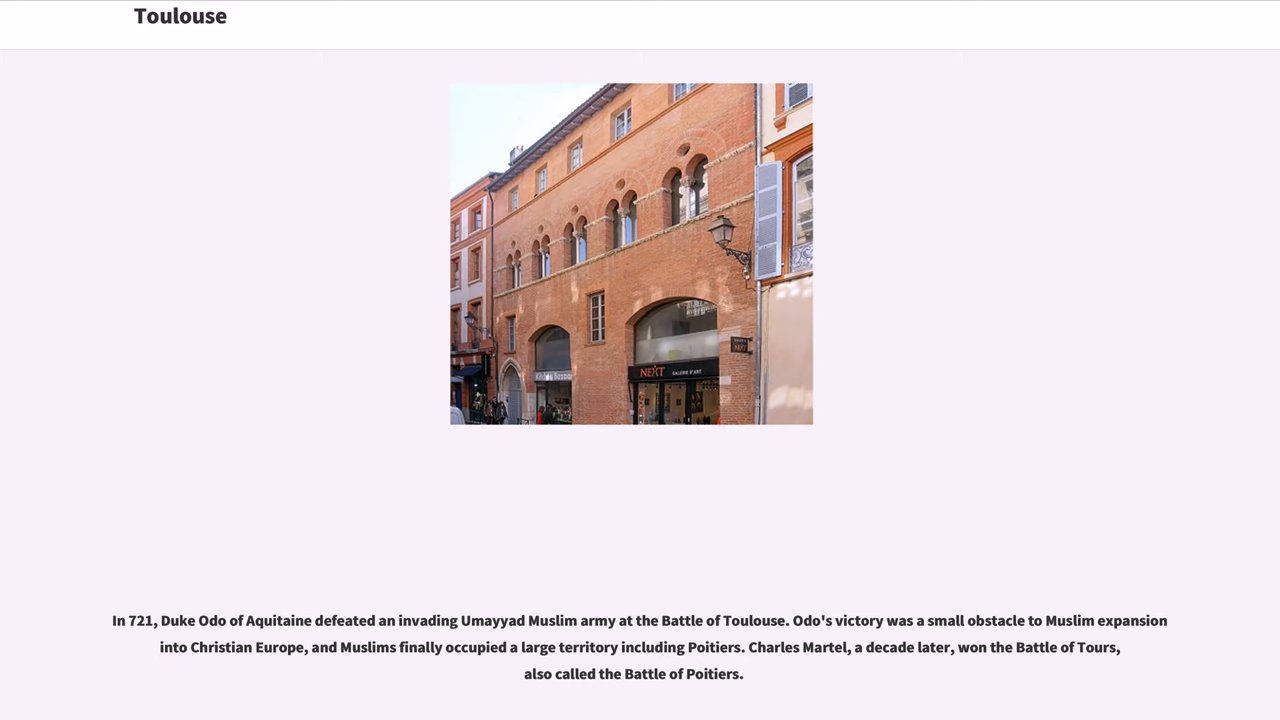 Toulouse
NEXT GALERIE D'ART
NEXT
In 721, Duke Odo of Aquitaine defeated an invading Umayyad Muslim army at the Battle of Toulouse. Odo's victory was a small obstacle to Muslim expansion
into Christian Europe, and Muslims finally occupied a large territory including Poitiers. Charles Martel, a decade later, won the Battle of Tours,
also called the Battle of Poitiers.